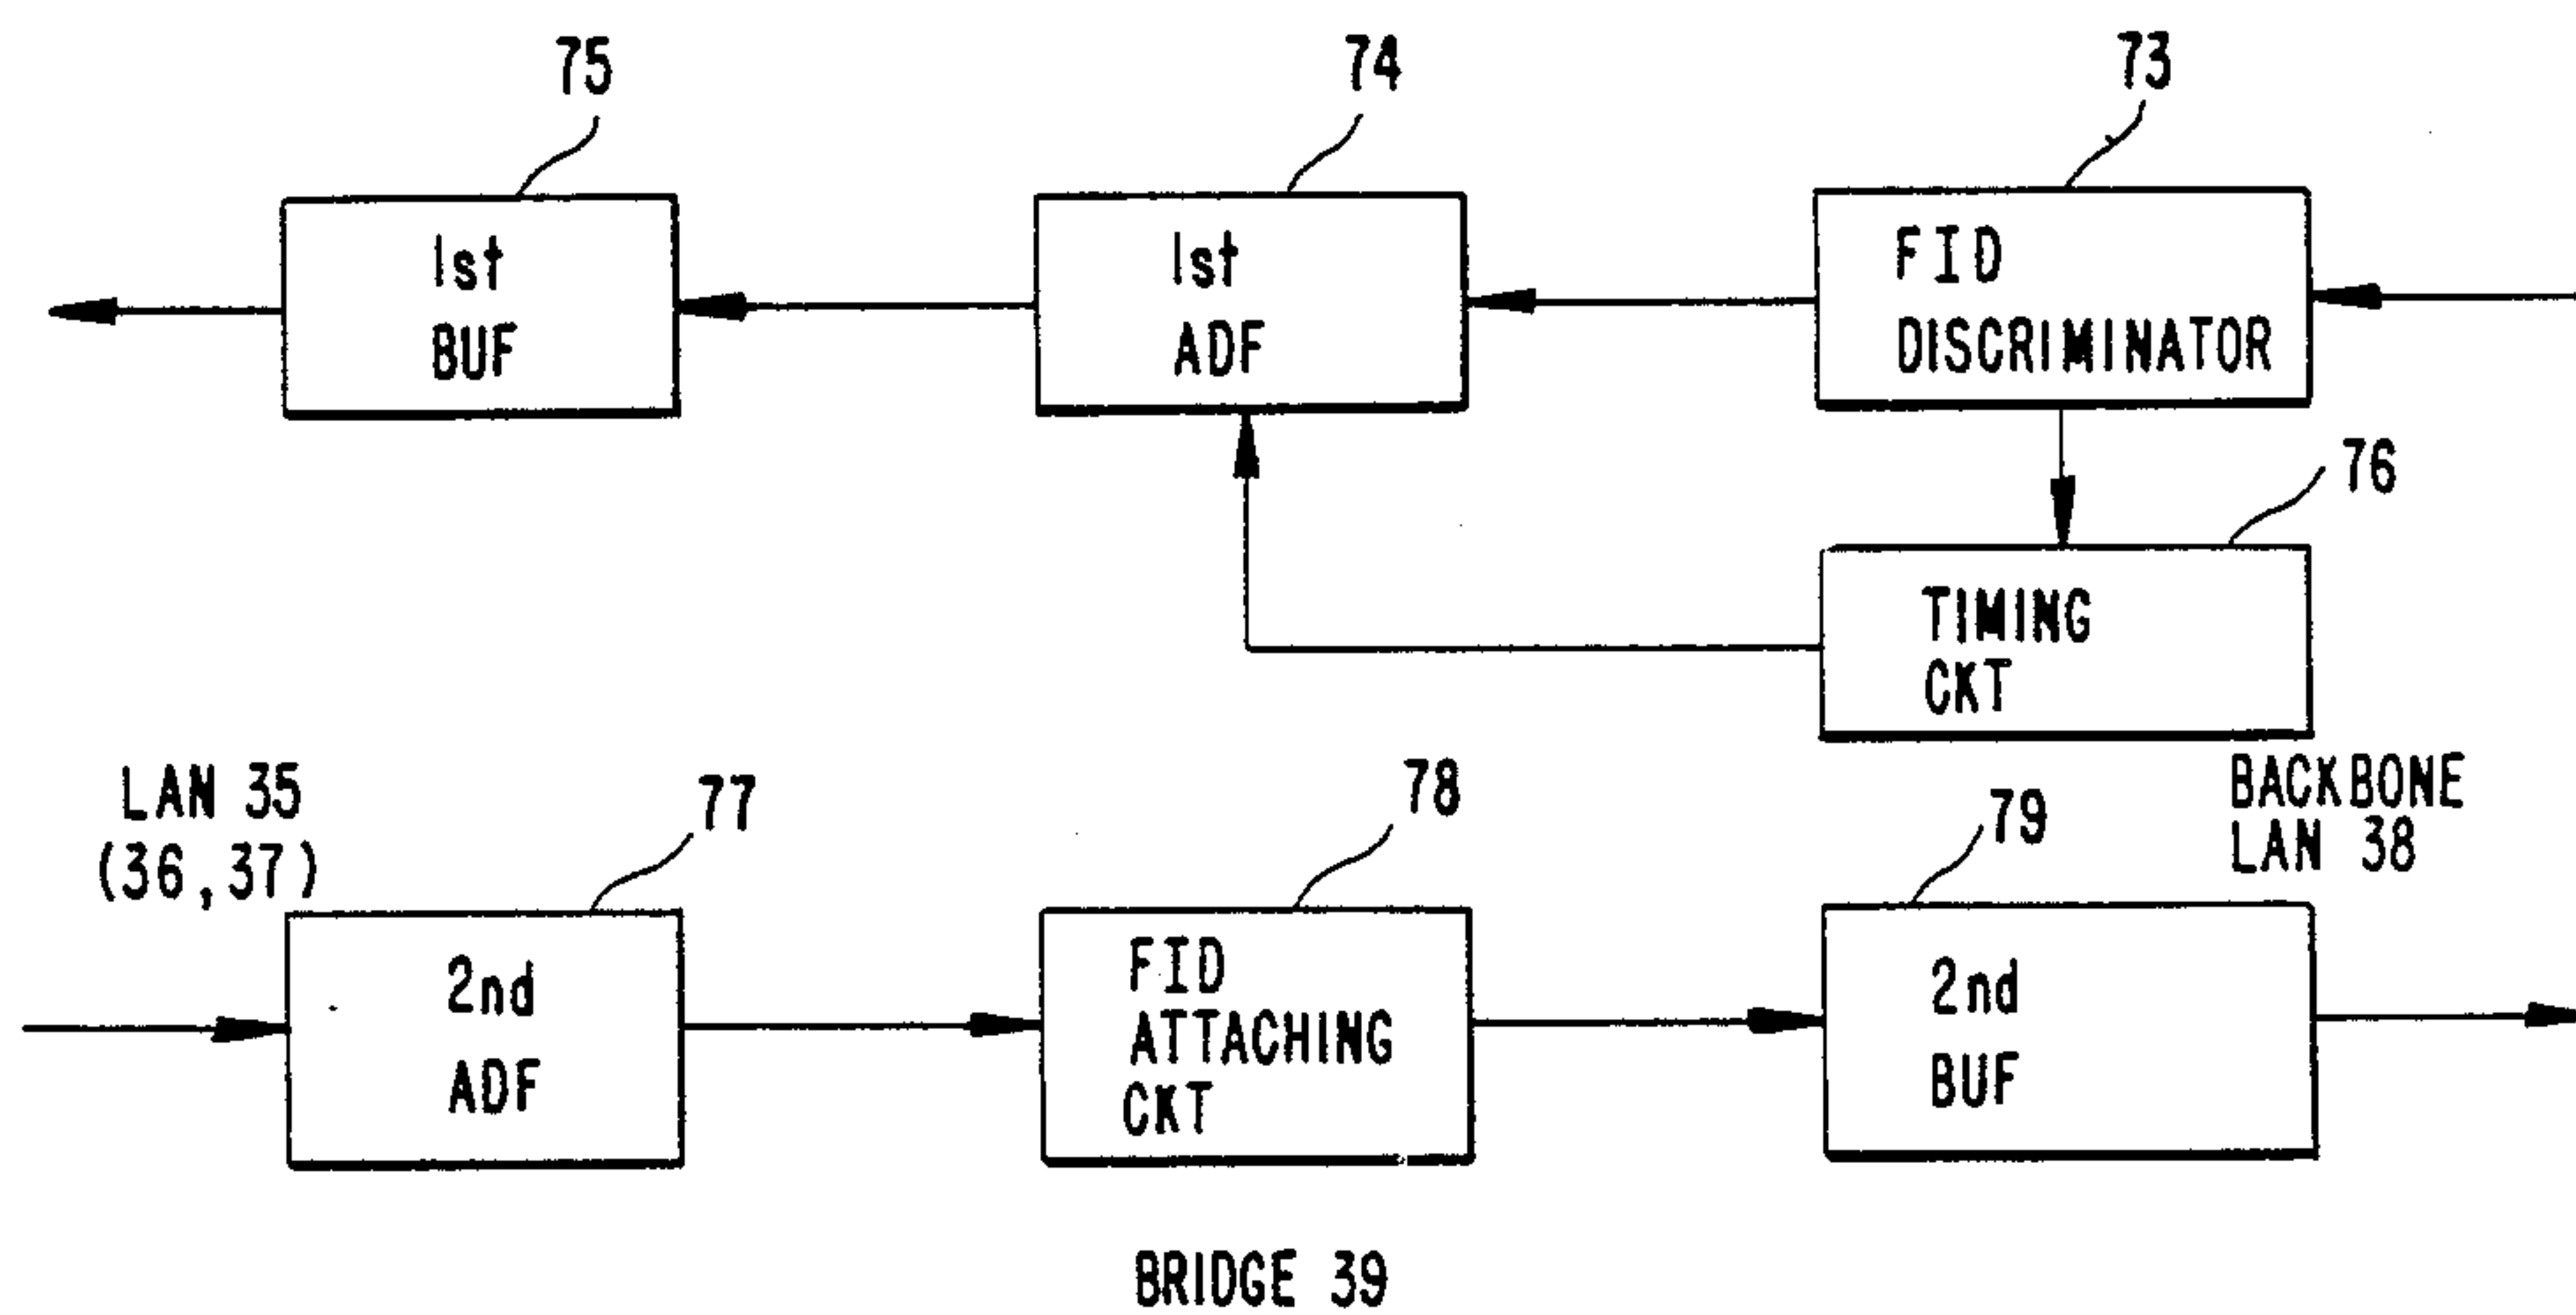 75
74
73
1st
BUF
1st
ADF
FID
DISCRIMINATOR
76
TIMING
CKT
LAN 35
(36,37)
77
78
79
BACKBONE
LAN 38
2nd
ADF
FID
ATTACHING
CKT
2nd
BUF
BRIDGE 39